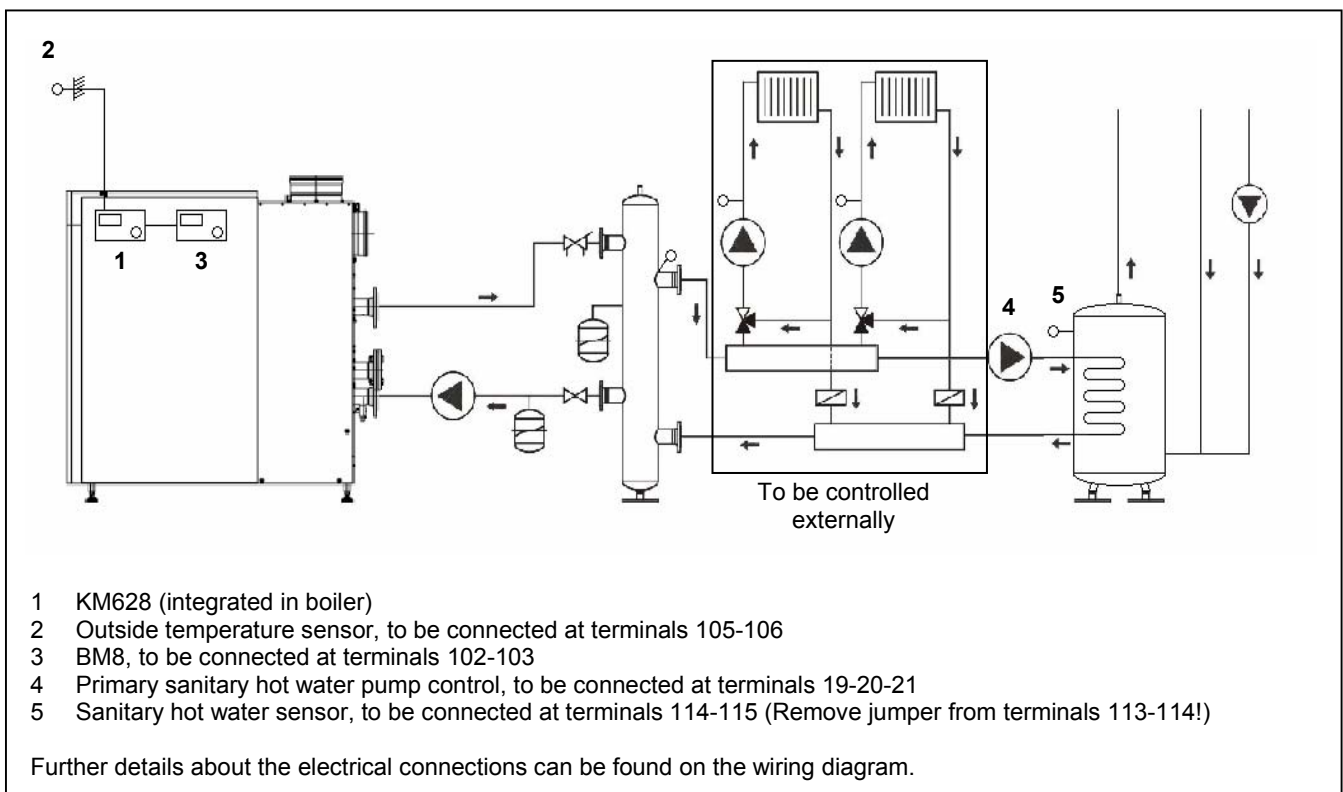 2
1
3
4
5
To be controlled
externally
1 KM628 (integrated in boiler)
2 Outside temperature sensor, to be connected at terminals 105-106
3 BM8, to be connected at terminals 102-103
4 Primary sanitary hot water pump control, to be connected at terminals 19-20-21
5 Sanitary hot water sensor, to be connected at terminals 114-115 (Remove jumper from terminals 113-114!)
Further details about the electrical connections can be found on the wiring diagram.